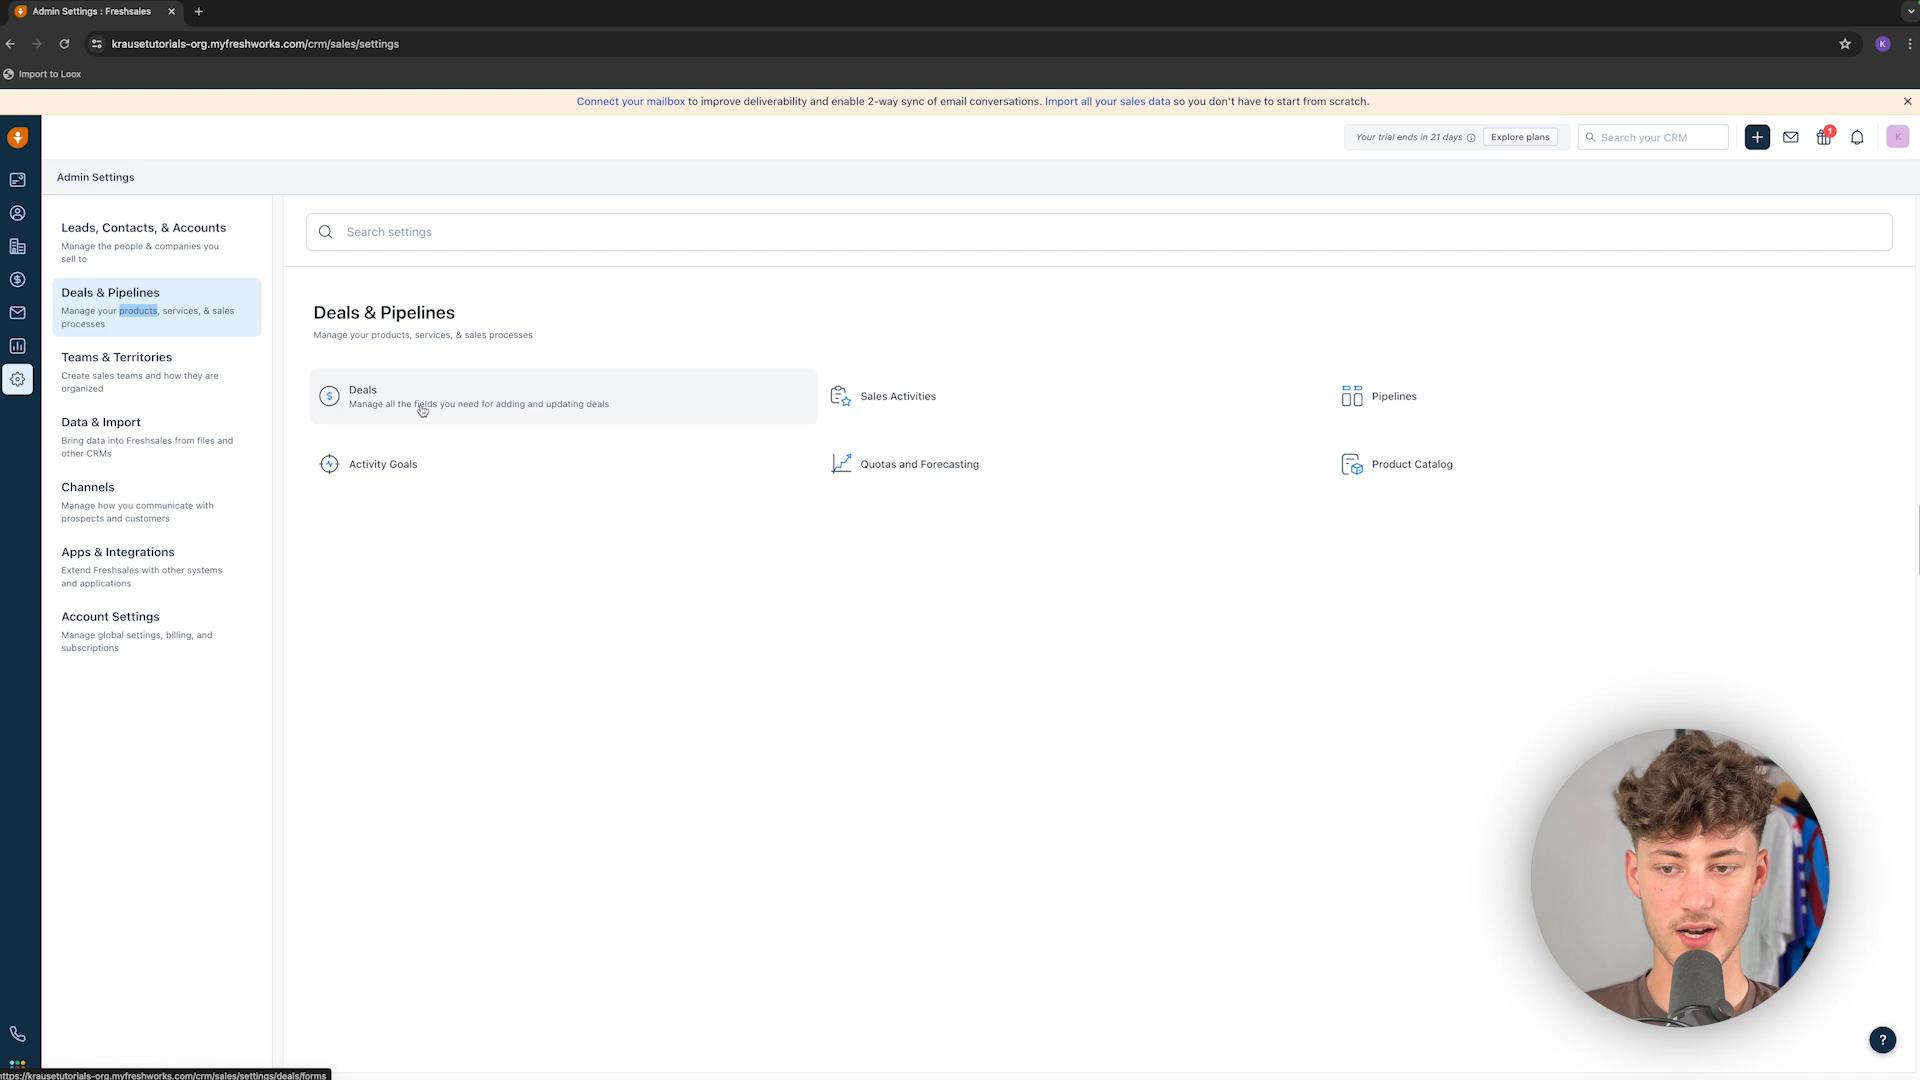 Admin Settings : Freshsales
krausetutorials-org.myfreshworks.com/crm/sales/settings
K
Import to Loox
Connect your mailbox to improve deliverability and enable 2-way sync of email conversations. Import all your sales data so you don't have to start from scratch.
Your trial ends in 21 days
Explore plans
Search your CRM
1
K
Admin Settings
Leads, Contacts, & Accounts
Manage the people & companies you
sell to
Deals & Pipelines
Manage your products, services, & sales
processes
Teams & Territories
Create sales teams and how they are
organized
Data & Import
Bring data into Freshsales from files and
other CRMs
Channels
Manage how you communicate with
prospects and customers
Apps & Integrations
Extend Freshsales with other systems
and applications
Account Settings
Manage global settings, billing, and
subscriptions
Search settings
Deals & Pipelines
Manage your products, services, & sales processes
Deals
Manage all the fields you need for adding and updating deals
Sales Activities
Pipelines
Activity Goals
Quotas and Forecasting
Product Catalog
?
https://krausetutorials-org.myfreshworks.com/crm/sales/settings/deals/forms